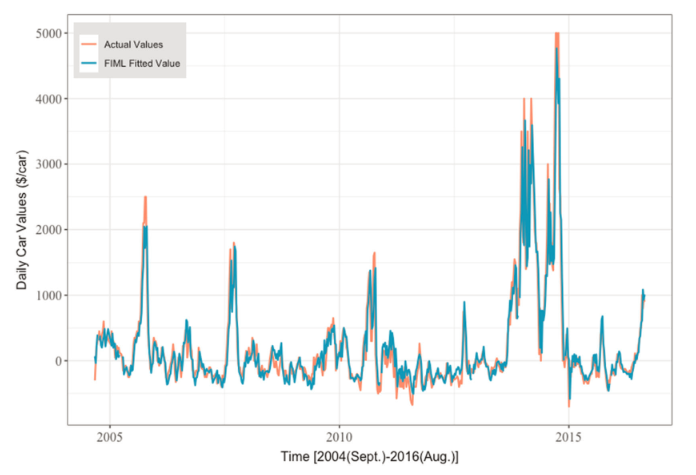 5000
4000
3000
2000
1000
0
Daily Car Values ($/car)
Actual Values
FIML Fitted Value
2005
2010
2015
Time [2004(Sept.)-2016(Aug.)]